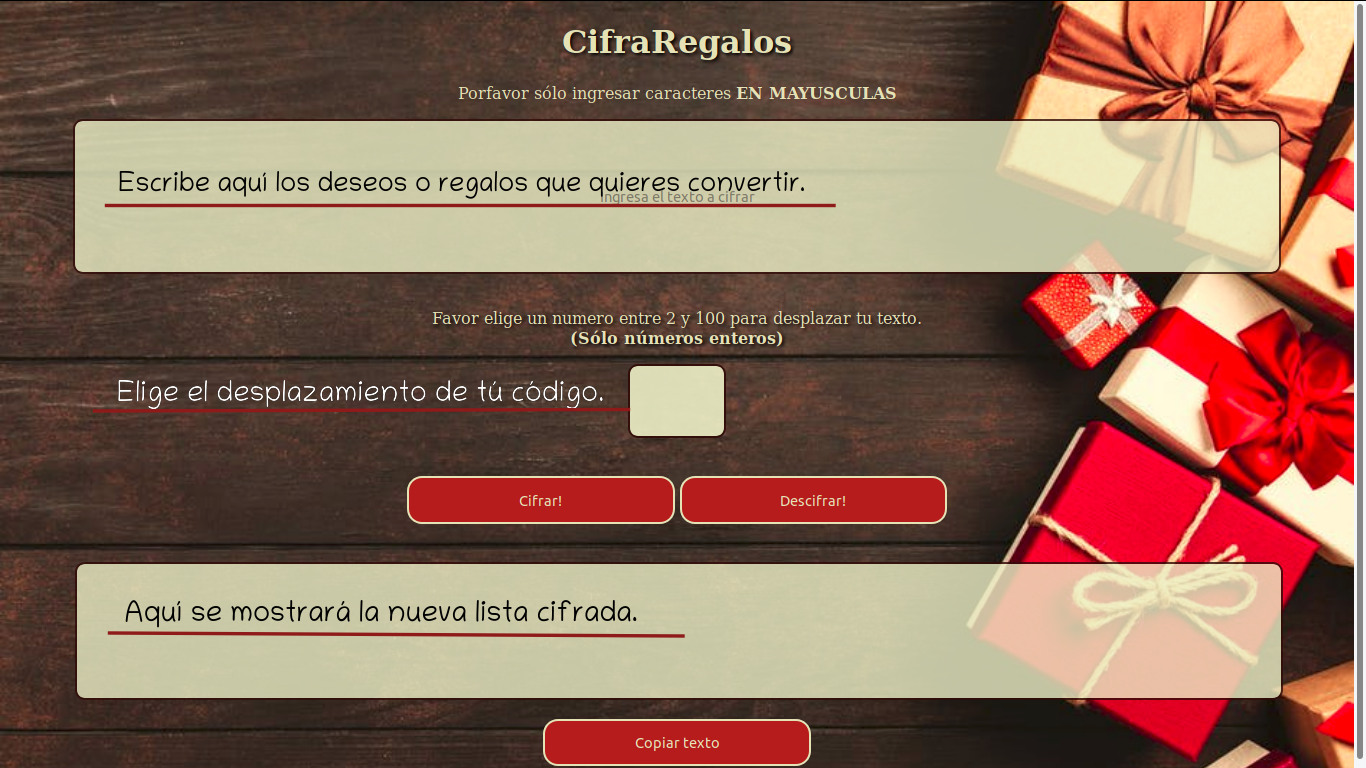 CifraRegalos
Porfavor sólo ingresar caracteres EN MAYUSCULAS
Escribe aquí los deseos o regalos que quieres convertir.
Ingresa el texto a cifrar
Favor elige un numero entre 2 y 100 para desplazar tu texto.
(Sólo números enteros)
Elige el desplazamiento de tú código.
Cifrar!
Descifrar!
Aquí se mostrará la nueva lista cifrada.
Copiar texto